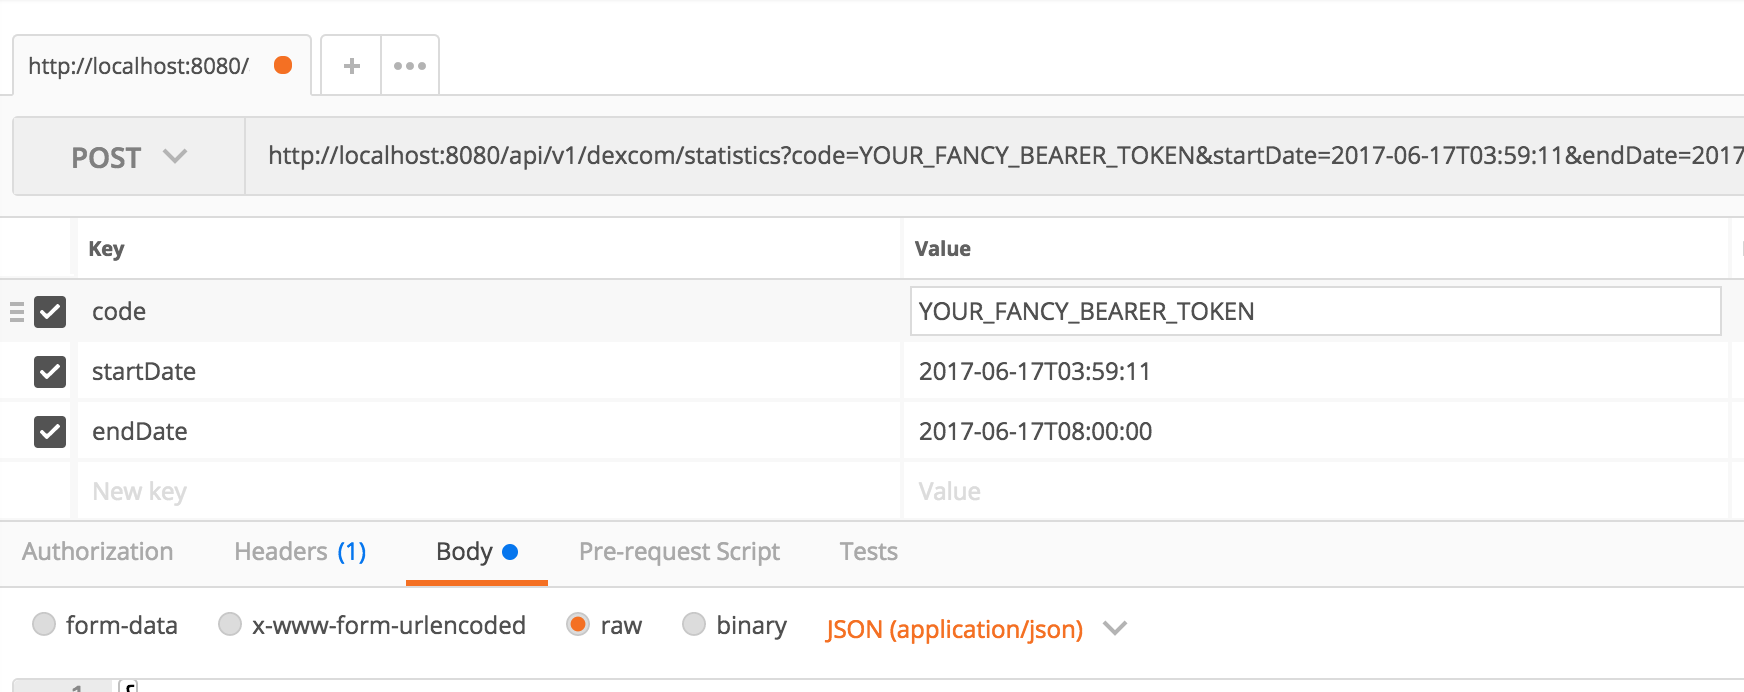 http://localhost:8080/
POST http://localhost:8080/api/v1/dexcom/statistics?code=YOUR_FANCY_BEARER_TOKEN&startDate=2017-06-17T03:59:11&endDate=2017
Key Value
code YOUR_FANCY_BEARER_TOKEN
startDate 2017-06-17T03:59:11
endDate 2017-06-17T08:00:00
New key Value
Authorization Headers (1) Body Pre-request Script Tests
form-data x-www-form-urlencoded raw binary JSON (application/json)
1 {